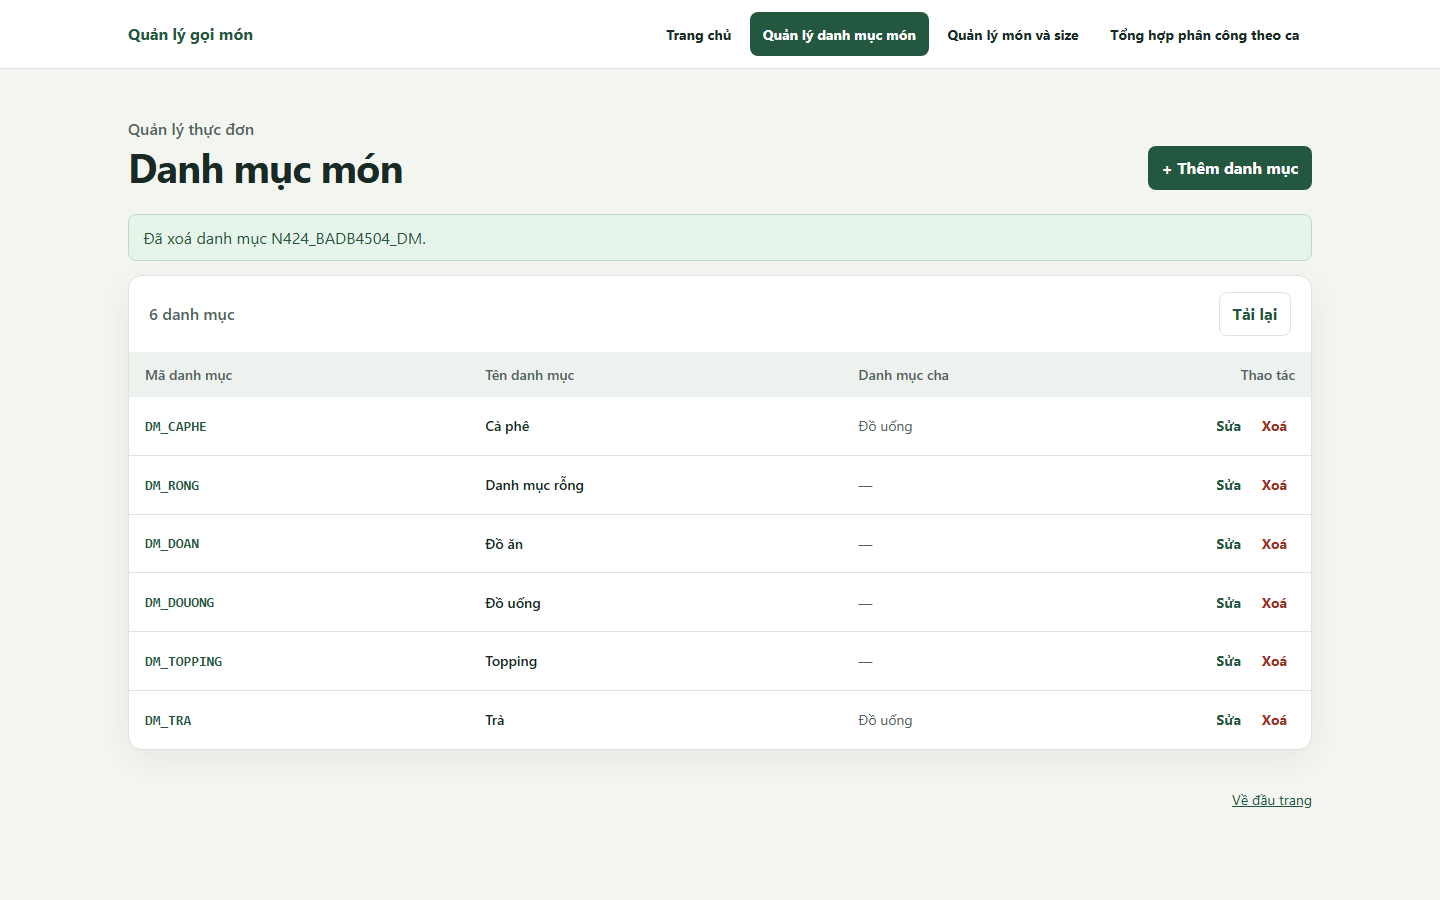 Quản lý gọi món
Trang chủ Quản lý danh mục món Quản lý món và size Tổng hợp phân công theo ca
Quản lý thực đơn
Danh mục món
+ Thêm danh mục
Đã xoá danh mục N424_BADB4504_DM.
6 danh mục
Tải lại
Mã danh mục Tên danh mục Danh mục cha Thao tác
DM_CAPHE Cà phê Đồ uống Sửa Xoá
DM_RONG Danh mục rỗng — Sửa Xoá
DM_DOAN Đồ ăn — Sửa Xoá
DM_DOUONG Đồ uống — Sửa Xoá
DM_TOPPING Topping — Sửa Xoá
DM_TRA Trà Đồ uống Sửa Xoá
Về đầu trang